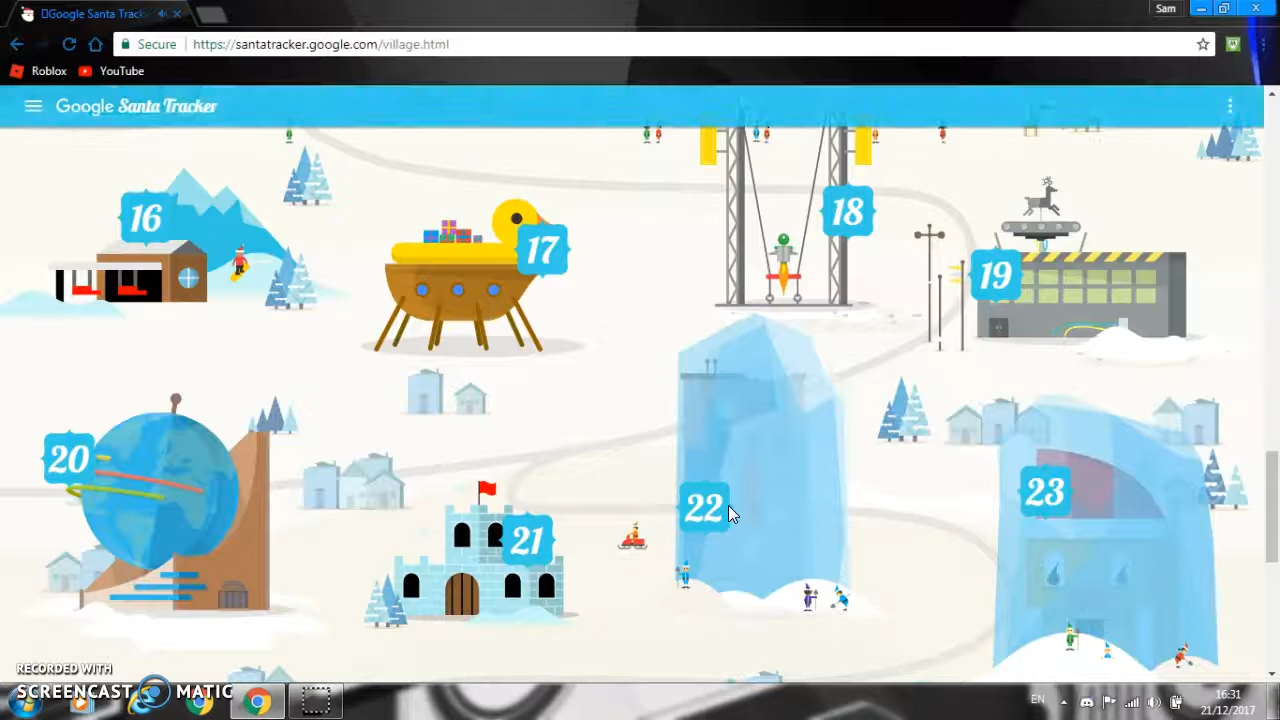 Google Santa Track
Sam
Secure
https://santatracker.google.com/village.html
Roblox
YouTube
Google Santa Tracker
16
17
18
19
20
21
22
23
RECORDED WITH
SCREENCAST MATIC
EN
16:31
21/12/2017